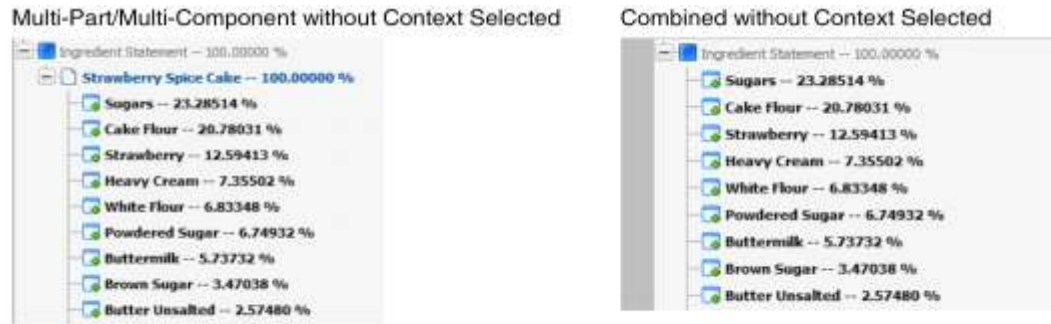 Multi-Part/Multi-Component without Context Selected
Ingredient Statement -- 100.00000 %
Strawberry Spice Cake -- 100.00000 %
Sugars -- 23.28514 %
Cake Flour -- 20.78031 %
Strawberry -- 12.59413 %
Heavy Cream -- 7.35502 %
White Flour -- 6.83348 %
Powdered Sugar -- 6.74932 %
Buttermilk -- 5.73732 %
Brown Sugar -- 3.47038 %
Butter Unsalted -- 2.57480 %
Combined without Context Selected
Ingredient Statement -- 100.00000 %
Sugars -- 23.28514 %
Cake Flour -- 20.78031 %
Strawberry -- 12.59413 %
Heavy Cream -- 7.35502 %
White Flour -- 6.83348 %
Powdered Sugar -- 6.74932 %
Buttermilk -- 5.73732 %
Brown Sugar -- 3.47038 %
Butter Unsalted -- 2.57480 %